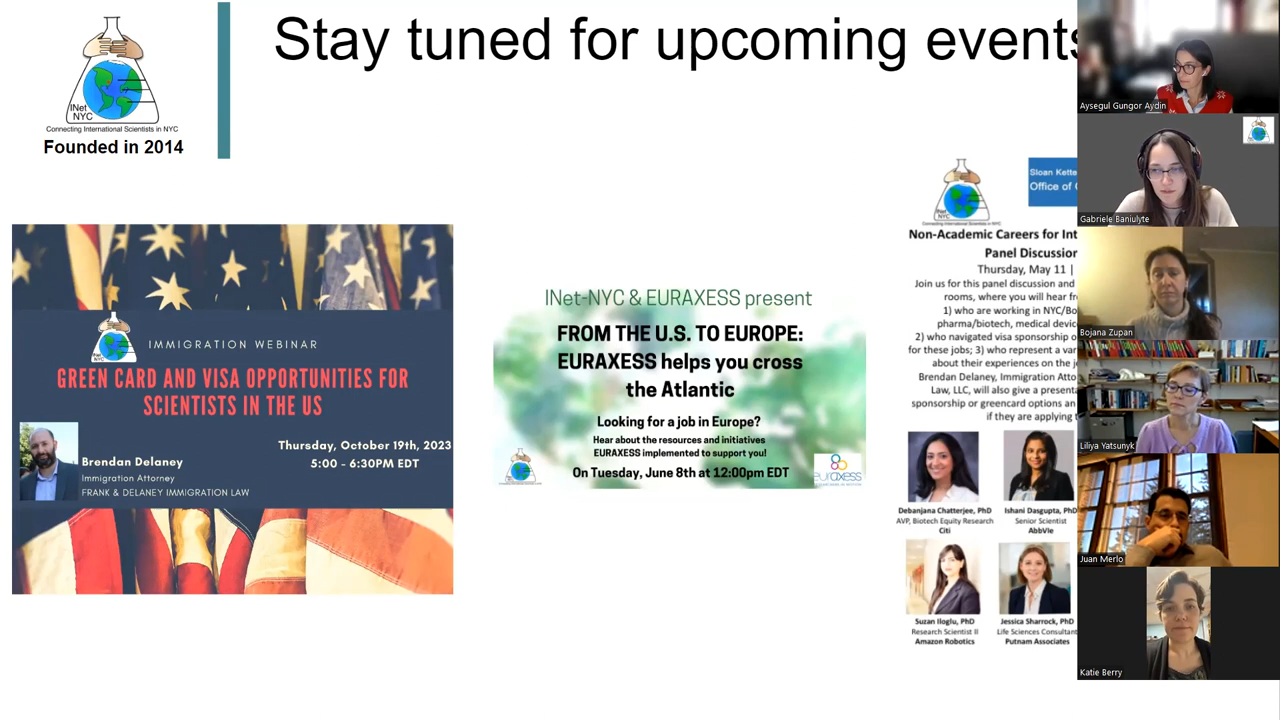 Stay tuned for upcoming events
INet
NYC
Connecting International Scientists in NYC
Founded in 2014
IMMIGRATION WEBINAR
GREEN CARD AND VISA OPPORTUNITIES FOR
SCIENTISTS IN THE US
Thursday, October 19th, 2023
5:00 - 6:30PM EDT
Brendan Delaney
Immigration Attorney
FRANK & DELANEY IMMIGRATION LAW
INet-NYC & EURAXESS present
FROM THE U.S. TO EUROPE:
EURAXESS helps you cross
the Atlantic
Looking for a job in Europe?
Hear about the resources and initiatives
EURAXESS implemented to support you!
On Tuesday, June 8th at 12:00pm EDT
euraxess
Sloan Kette
Office of
Non-Academic Careers for Int
Panel Discussion
Thursday, May 11 |
Join us for this panel discussion and
rooms, where you will hear fr
1) who are working in NYC/Bo
pharma/biotech, medical devic
2) who navigated visa sponsorship o
for these jobs; 3) who represent a var
about their experiences on the j
Brendan Delaney, Immigration Atto
Law, LLC, will also give a presenta
sponsorship or greencard options an
if they are applying t
Debanjana Chatterjee, PhD
AVP, Biotech Equity Research
Citi
Ishani Dasgupta, PhD
Senior Scientist
AbbVie
Suzan Iloglu, PhD
Research Scientist II
Amazon Robotics
Jessica Sharrock, PhD
Life Sciences Consultant
Putnam Associates
Aysegul Gungor Aydin
Gabriele Baniulyte
Bojana Zupan
Liliya Yatsunyk
Juan Merlo
Katie Berry